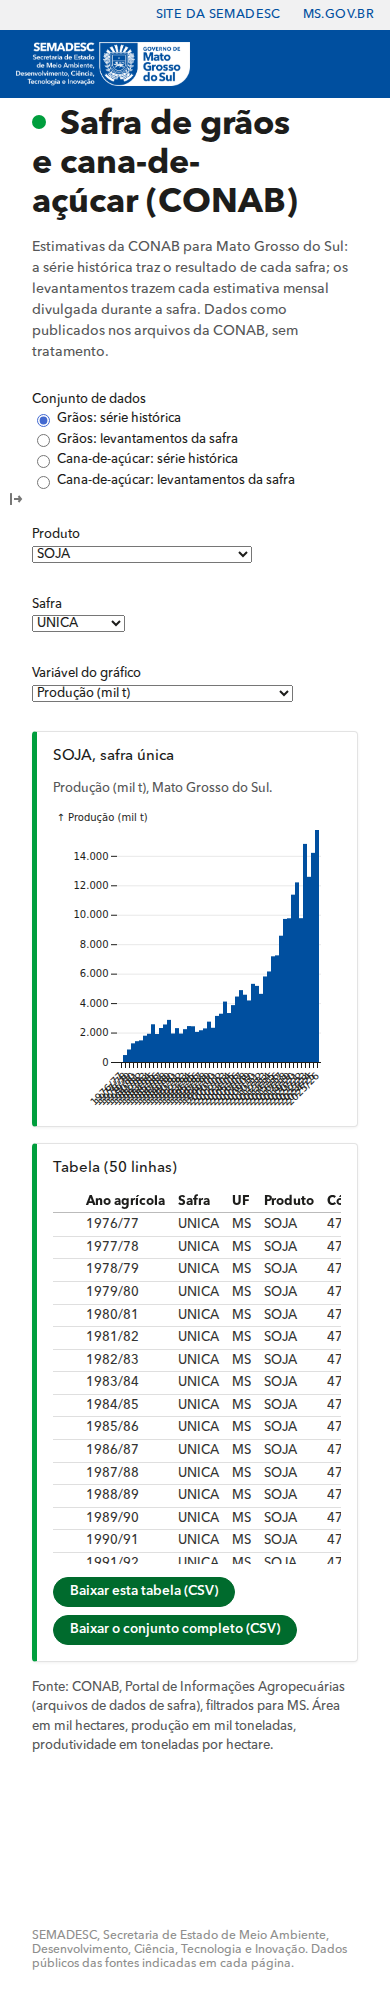 SITE DA SEMADESC MS.GOV.BR
SEMADESC
Secretaria de Estado
de Meio Ambiente,
Desenvolvimento, Ciência,
Tecnologia e Inovação
GOVERNO DE
Mato
Grosso
do Sul
Safra de grãos
e cana-de-
açúcar (CONAB)
Estimativas da CONAB para Mato Grosso do Sul:
a série histórica traz o resultado de cada safra; os
levantamentos trazem cada estimativa mensal
divulgada durante a safra. Dados como
publicados nos arquivos da CONAB, sem
tratamento.
Conjunto de dados
Grãos: série histórica
Grãos: levantamentos da safra
Cana-de-açúcar: série histórica
Cana-de-açúcar: levantamentos da safra
Produto
SOJA
Safra
UNICA
Variável do gráfico
Produção (mil t)
SOJA, safra única
Produção (mil t), Mato Grosso do Sul.
↑ Produção (mil t)
14.000
12.000
10.000
8.000
6.000
4.000
2.000
0
1976/77
2025/26
Tabela (50 linhas)
Ano agrícola Safra UF Produto Có
1976/77 UNICA MS SOJA 47
1977/78 UNICA MS SOJA 47
1978/79 UNICA MS SOJA 47
1979/80 UNICA MS SOJA 47
1980/81 UNICA MS SOJA 47
1981/82 UNICA MS SOJA 47
1982/83 UNICA MS SOJA 47
1983/84 UNICA MS SOJA 47
1984/85 UNICA MS SOJA 47
1985/86 UNICA MS SOJA 47
1986/87 UNICA MS SOJA 47
1987/88 UNICA MS SOJA 47
1988/89 UNICA MS SOJA 47
1989/90 UNICA MS SOJA 47
1990/91 UNICA MS SOJA 47
1991/92 UNICA MS SOJA 47
Baixar esta tabela (CSV)
Baixar o conjunto completo (CSV)
Fonte: CONAB, Portal de Informações Agropecuárias
(arquivos de dados de safra), filtrados para MS. Área
em mil hectares, produção em mil toneladas,
produtividade em toneladas por hectare.
SEMADESC, Secretaria de Estado de Meio Ambiente,
Desenvolvimento, Ciência, Tecnologia e Inovação. Dados
públicos das fontes indicadas em cada página.